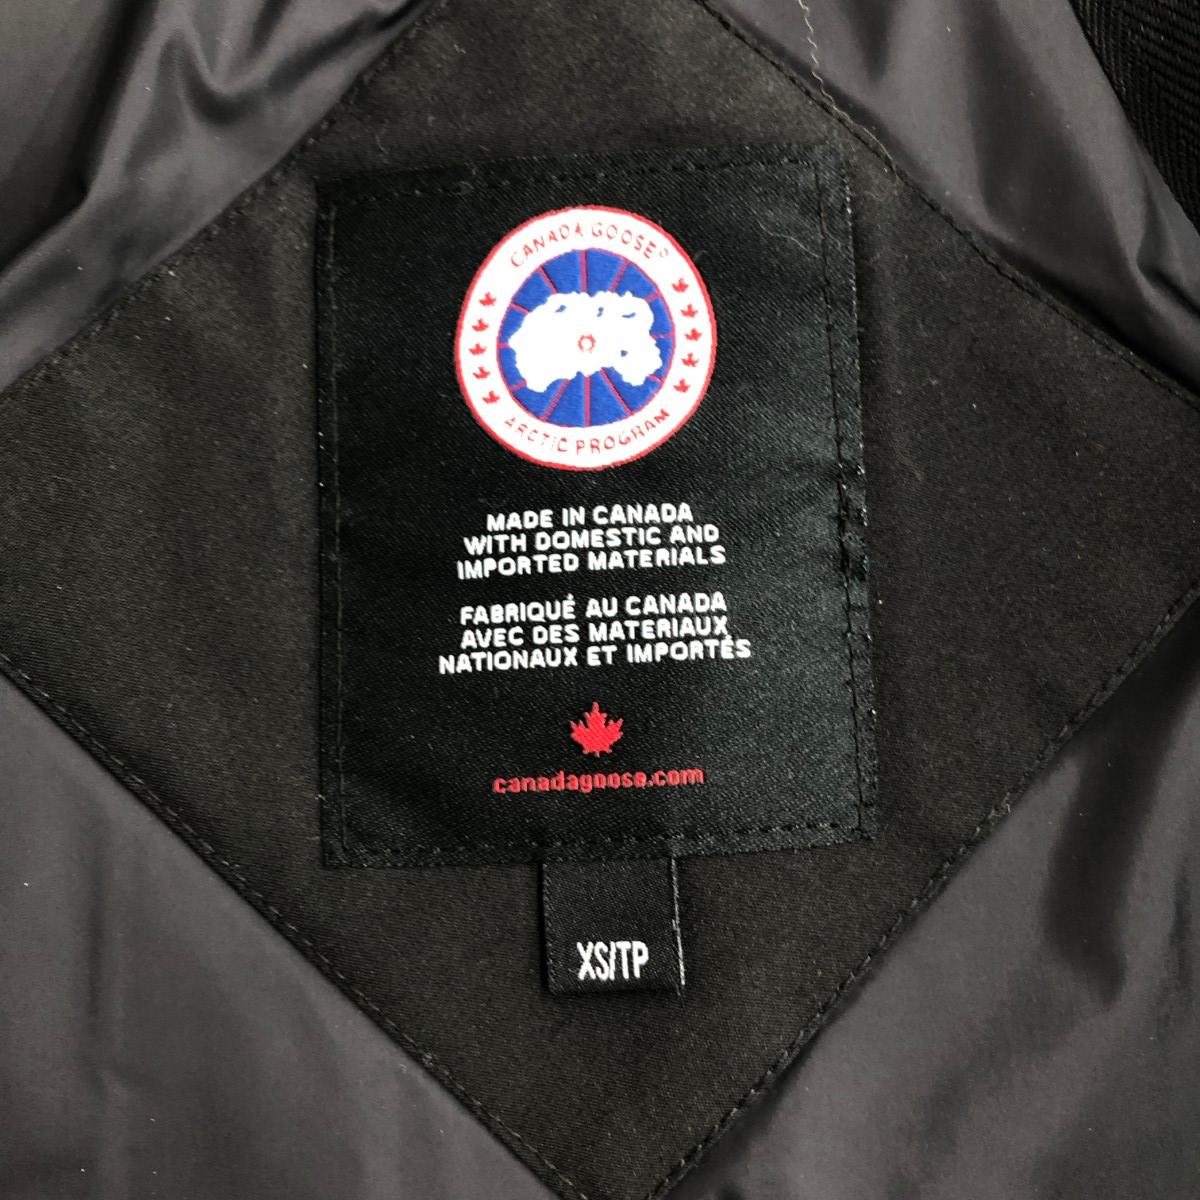 CANADA GOOSE®
ARCTIC PROGRAM
MADE IN CANADA
WITH DOMESTIC AND
IMPORTED MATERIALS
FABRIQUÉ AU CANADA
AVEC DES MATERIAUX
NATIONAUX ET IMPORTÉS
canadagoose.com
XS/TP